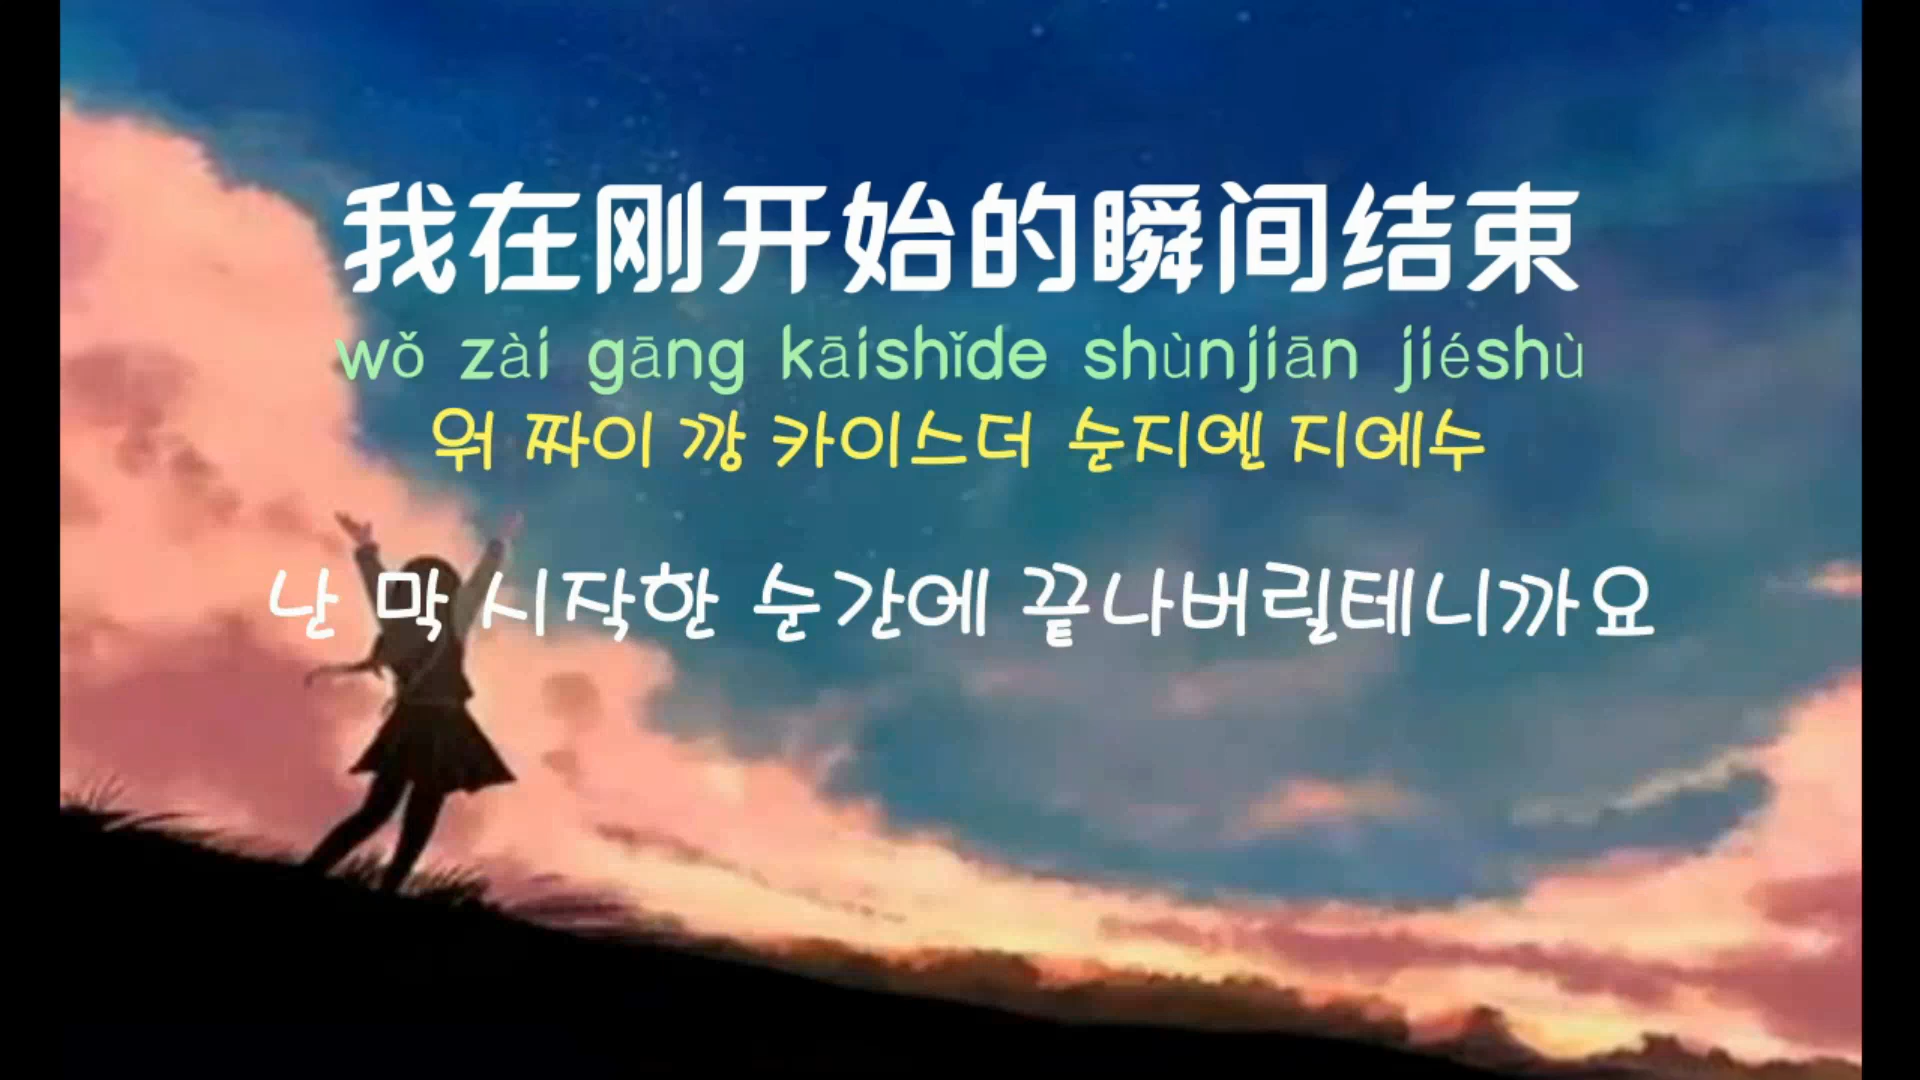 我在刚开始的瞬间结束
wǒ zài gāng kāishǐde shùnjiān jiéshù
워 짜이 깡 카이스더 순지엔 지에수
난 막 시작한 순간에 끝나버릴테니까요